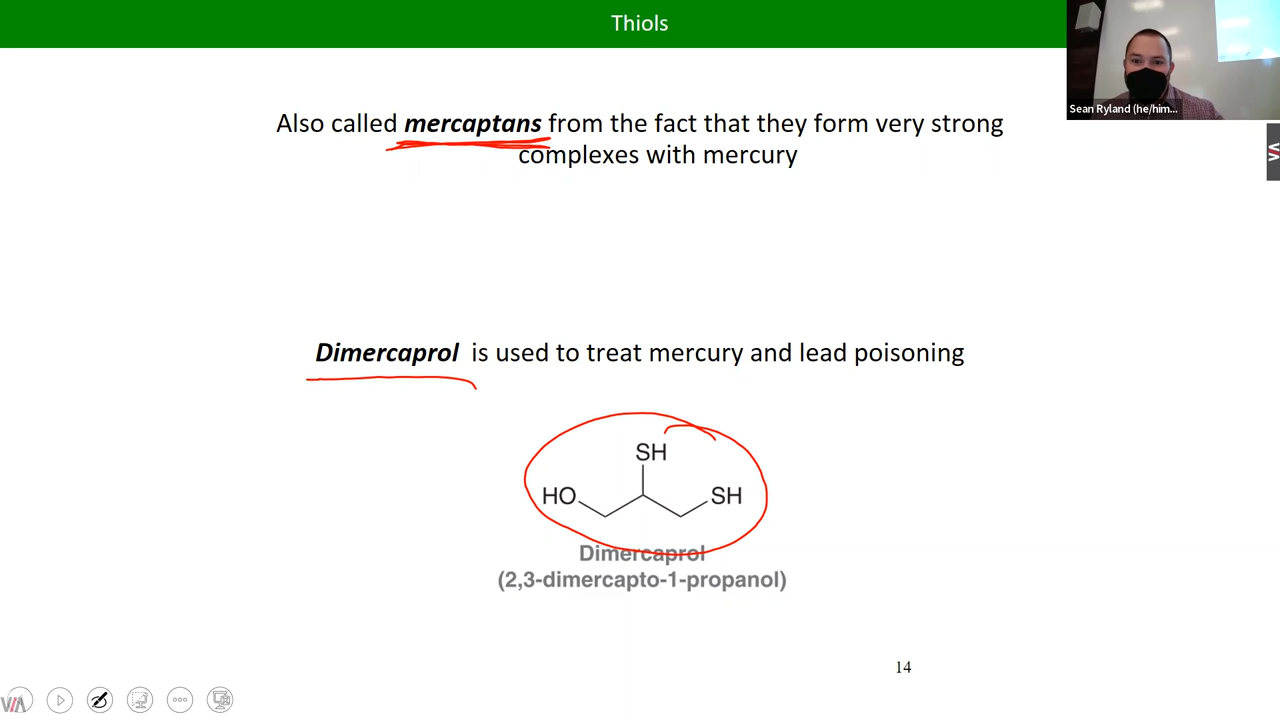 Thiols
Sean Ryland (he/him...
Also called mercaptans from the fact that they form very strong
complexes with mercury
Dimercaprol is used to treat mercury and lead poisoning
SH
HO
SH
Dimercaprol
(2,3-dimercapto-1-propanol)
14